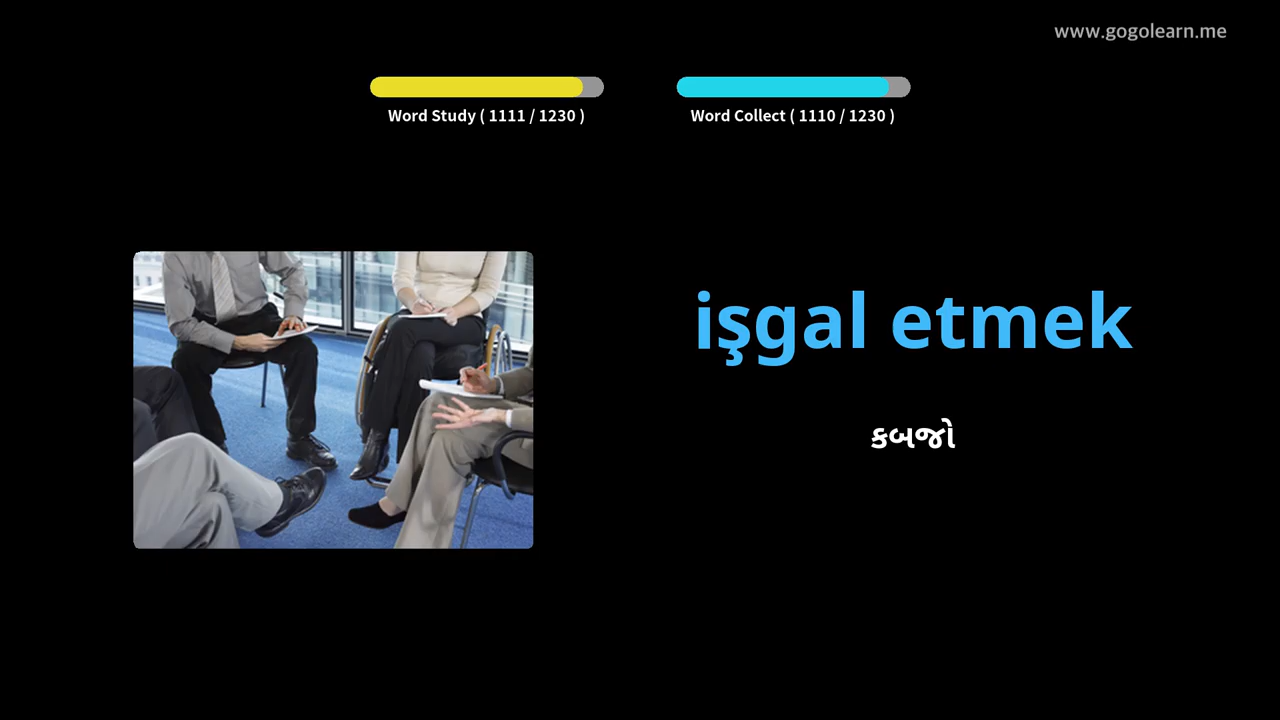 www.gogolearn.me
Word Study ( 1111 / 1230 )
Word Collect ( 1110 / 1230 )
işgal etmek
કબજો